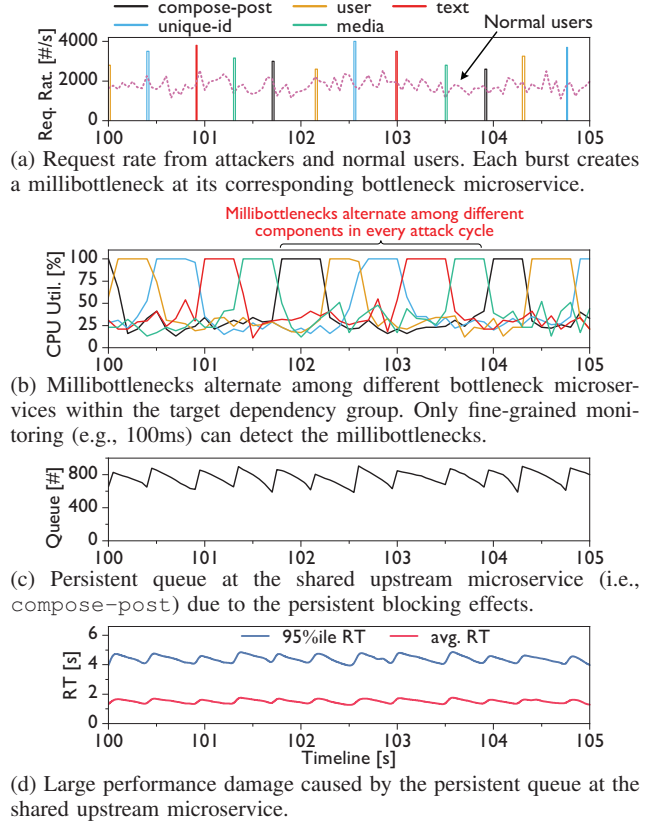 compose-post user text
unique-id media
Normal users
Req. Rat. [#/s]
4000
2000
0
100 101 102 103 104 105
(a) Request rate from attackers and normal users. Each burst creates
a millibottleneck at its corresponding bottleneck microservice.
Millibottlenecks alternate among different
components in every attack cycle
CPU Util. [%]
100
75
50
25
0
100 101 102 103 104 105
(b) Millibottlenecks alternate among different bottleneck microser-
vices within the target dependency group. Only fine-grained moni-
toring (e.g., 100ms) can detect the millibottlenecks.
Queue [#]
800
400
0
100 101 102 103 104 105
(c) Persistent queue at the shared upstream microservice (i.e.,
compose-post) due to the persistent blocking effects.
95%ile RT avg. RT
RT [s]
6
4
2
0
100 101 102 103 104 105
Timeline [s]
(d) Large performance damage caused by the persistent queue at the
shared upstream microservice.